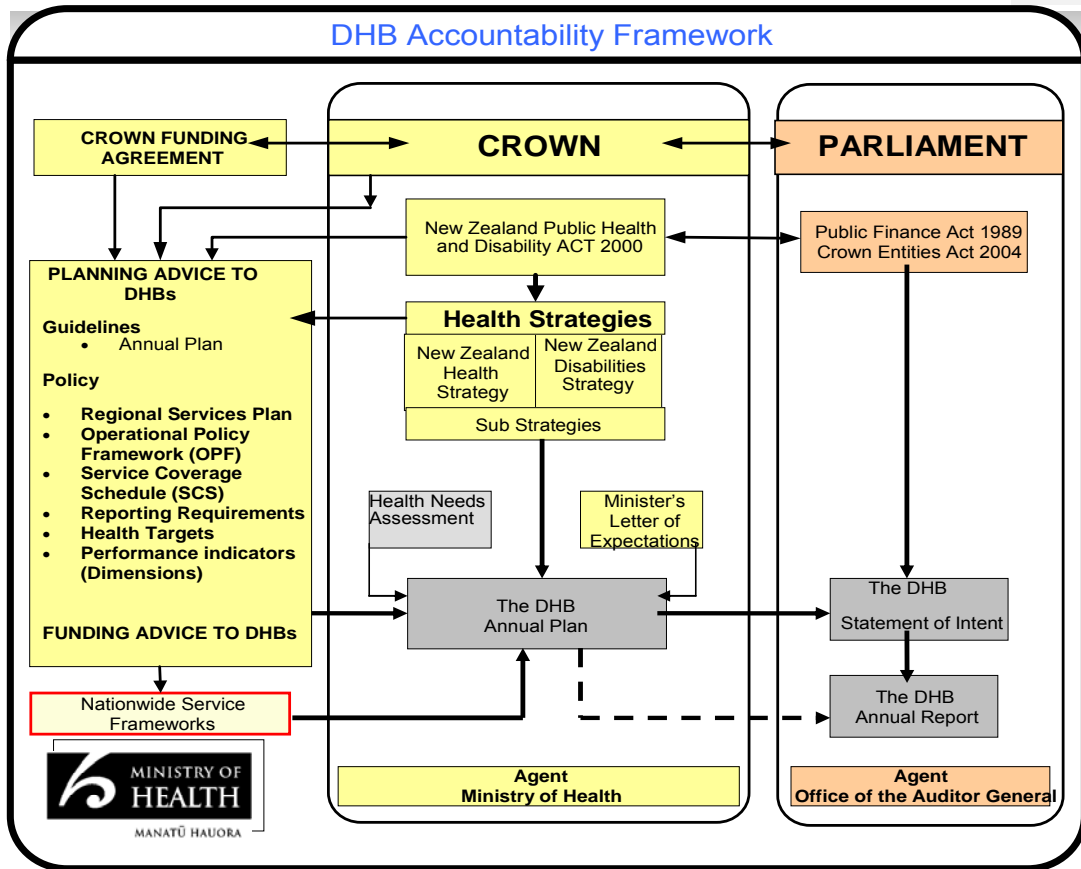 DHB Accountability Framework
CROWN FUNDING
AGREEMENT
CROWN
PARLIAMENT
New Zealand Public Health
and Disability ACT 2000
Public Finance Act 1989
Crown Entities Act 2004
PLANNING ADVICE TO
DHBs
Guidelines
• Annual Plan
Policy
• Regional Services Plan
• Operational Policy
Framework (OPF)
• Service Coverage
Schedule (SCS)
• Reporting Requirements
• Health Targets
• Performance indicators
(Dimensions)
FUNDING ADVICE TO DHBs
Health Strategies
New Zealand
Health
Strategy
New Zealand
Disabilities
Strategy
Sub Strategies
Health Needs
Assessment
Minister's
Letter of
Expectations
The DHB
Annual Plan
The DHB
Statement of Intent
The DHB
Annual Report
Nationwide Service
Frameworks
MINISTRY OF
HEALTH
MANATŪ HAUORA
Agent
Ministry of Health
Agent
Office of the Auditor General